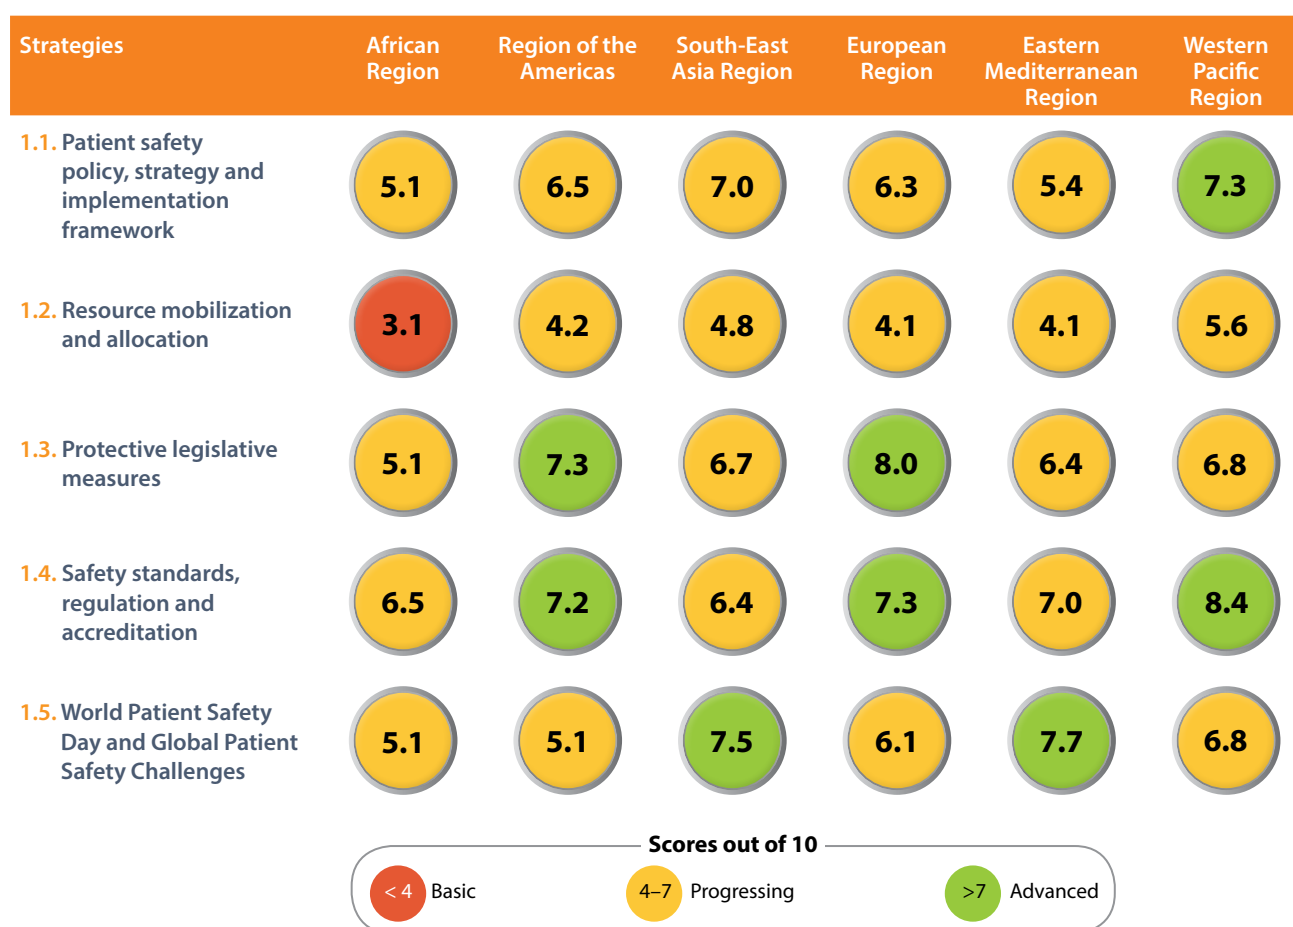 Strategies
African
Region
Region of the
Americas
South-East
Asia Region
European
Region
Eastern
Mediterranean
Region
Western
Pacific
Region
1.1. Patient safety
policy, strategy and
implementation
framework
5.1
6.5
7.0
6.3
5.4
7.3
1.2. Resource mobilization
and allocation
3.1
4.2
4.8
4.1
4.1
5.6
1.3. Protective legislative
measures
5.1
7.3
6.7
8.0
6.4
6.8
1.4. Safety standards,
regulation and
accreditation
6.5
7.2
6.4
7.3
7.0
8.4
1.5. World Patient Safety
Day and Global Patient
Safety Challenges
5.1
5.1
7.5
6.1
7.7
6.8
Scores out of 10
< 4 Basic
4–7 Progressing
>7 Advanced